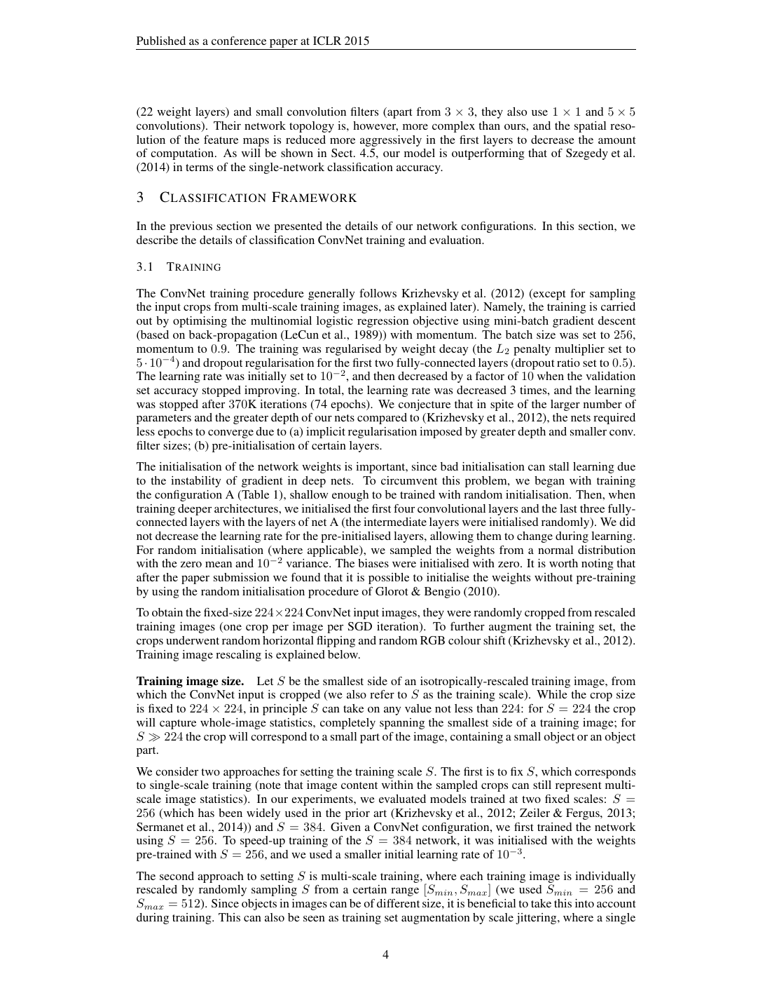 Published as a conference paper at ICLR 2015
(22 weight layers) and small convolution filters (apart from 3 × 3, they also use 1 × 1 and 5 × 5
convolutions). Their network topology is, however, more complex than ours, and the spatial reso-
lution of the feature maps is reduced more aggressively in the first layers to decrease the amount
of computation. As will be shown in Sect. 4.5, our model is outperforming that of Szegedy et al.
(2014) in terms of the single-network classification accuracy.
3 CLASSIFICATION FRAMEWORK
In the previous section we presented the details of our network configurations. In this section, we
describe the details of classification ConvNet training and evaluation.
3.1 TRAINING
The ConvNet training procedure generally follows Krizhevsky et al. (2012) (except for sampling
the input crops from multi-scale training images, as explained later). Namely, the training is carried
out by optimising the multinomial logistic regression objective using mini-batch gradient descent
(based on back-propagation (LeCun et al., 1989)) with momentum. The batch size was set to 256,
momentum to 0.9. The training was regularised by weight decay (the L₂ penalty multiplier set to
5 · 10⁻⁴) and dropout regularisation for the first two fully-connected layers (dropout ratio set to 0.5).
The learning rate was initially set to 10⁻², and then decreased by a factor of 10 when the validation
set accuracy stopped improving. In total, the learning rate was decreased 3 times, and the learning
was stopped after 370K iterations (74 epochs). We conjecture that in spite of the larger number of
parameters and the greater depth of our nets compared to (Krizhevsky et al., 2012), the nets required
less epochs to converge due to (a) implicit regularisation imposed by greater depth and smaller conv.
filter sizes; (b) pre-initialisation of certain layers.
The initialisation of the network weights is important, since bad initialisation can stall learning due
to the instability of gradient in deep nets. To circumvent this problem, we began with training
the configuration A (Table 1), shallow enough to be trained with random initialisation. Then, when
training deeper architectures, we initialised the first four convolutional layers and the last three fully-
connected layers with the layers of net A (the intermediate layers were initialised randomly). We did
not decrease the learning rate for the pre-initialised layers, allowing them to change during learning.
For random initialisation (where applicable), we sampled the weights from a normal distribution
with the zero mean and 10⁻² variance. The biases were initialised with zero. It is worth noting that
after the paper submission we found that it is possible to initialise the weights without pre-training
by using the random initialisation procedure of Glorot & Bengio (2010).
To obtain the fixed-size 224×224 ConvNet input images, they were randomly cropped from rescaled
training images (one crop per image per SGD iteration). To further augment the training set, the
crops underwent random horizontal flipping and random RGB colour shift (Krizhevsky et al., 2012).
Training image rescaling is explained below.
Training image size. Let S be the smallest side of an isotropically-rescaled training image, from
which the ConvNet input is cropped (we also refer to S as the training scale). While the crop size
is fixed to 224 × 224, in principle S can take on any value not less than 224: for S = 224 the crop
will capture whole-image statistics, completely spanning the smallest side of a training image; for
S ≫ 224 the crop will correspond to a small part of the image, containing a small object or an object
part.
We consider two approaches for setting the training scale S. The first is to fix S, which corresponds
to single-scale training (note that image content within the sampled crops can still represent multi-
scale image statistics). In our experiments, we evaluated models trained at two fixed scales: S =
256 (which has been widely used in the prior art (Krizhevsky et al., 2012; Zeiler & Fergus, 2013;
Sermanet et al., 2014)) and S = 384. Given a ConvNet configuration, we first trained the network
using S = 256. To speed-up training of the S = 384 network, it was initialised with the weights
pre-trained with S = 256, and we used a smaller initial learning rate of 10⁻³.
The second approach to setting S is multi-scale training, where each training image is individually
rescaled by randomly sampling S from a certain range [Smin, Smax] (we used Smin = 256 and
Smax = 512). Since objects in images can be of different size, it is beneficial to take this into account
during training. This can also be seen as training set augmentation by scale jittering, where a single
4